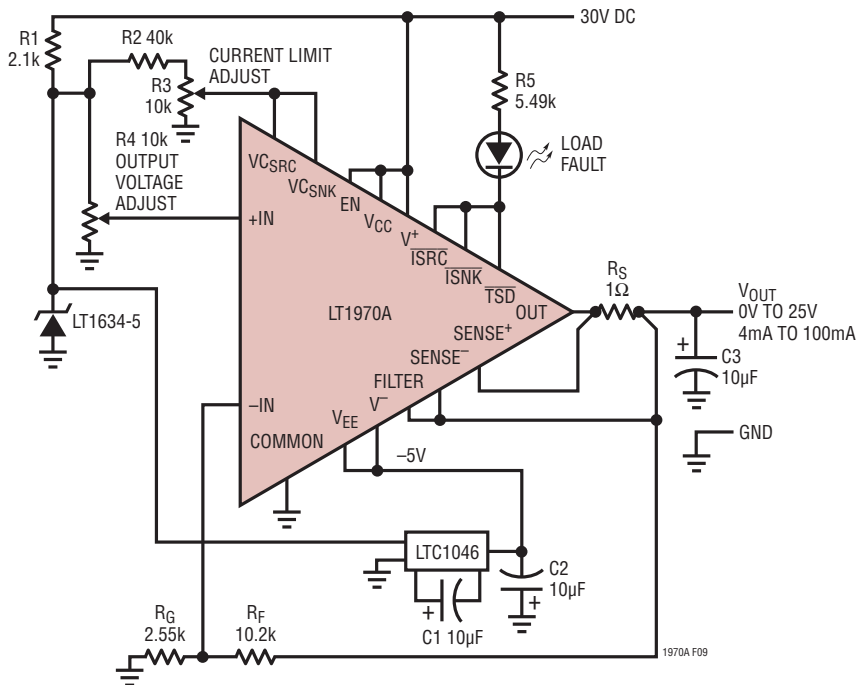 30V DC
R1
2.1k
R2 40k
R3
10k
CURRENT LIMIT
ADJUST
R4 10k
OUTPUT
VOLTAGE
ADJUST
R5
5.49k
LOAD
FAULT
VCSRC
VCSNK
EN
VCC
V+
ISRC
ISNK
TSD
OUT
+IN
LT1970A
SENSE+
SENSE–
FILTER
V–
VEE
–IN
COMMON
RS
1Ω
VOUT
0V TO 25V
4mA TO 100mA
+
C3
10µF
GND
LT1634-5
–5V
LTC1046
+
C1 10µF
C2
10µF
+
RG
2.55k
RF
10.2k
1970A F09